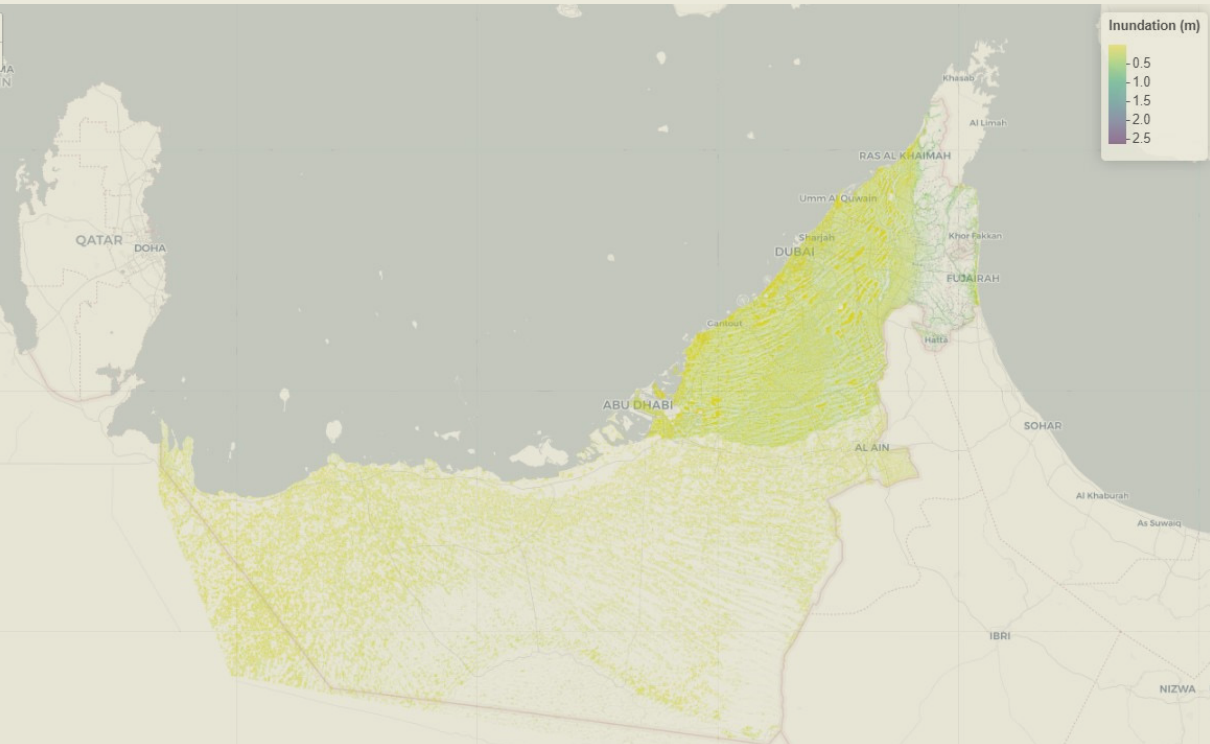 Inundation (m)
0.5
1.0
1.5
2.0
2.5
Khasab
MA
N
Al Limah
RAS AL KHAIMAH
Umm Al Quwain
Sharjah
Khor Fakkan
QATAR
DOHA
DUBAI
FUJAIRAH
Gantout
Hatta
ABU DHABI
SOHAR
AL AIN
Al Khaburah
As Suwaiq
IBRI
NIZWA